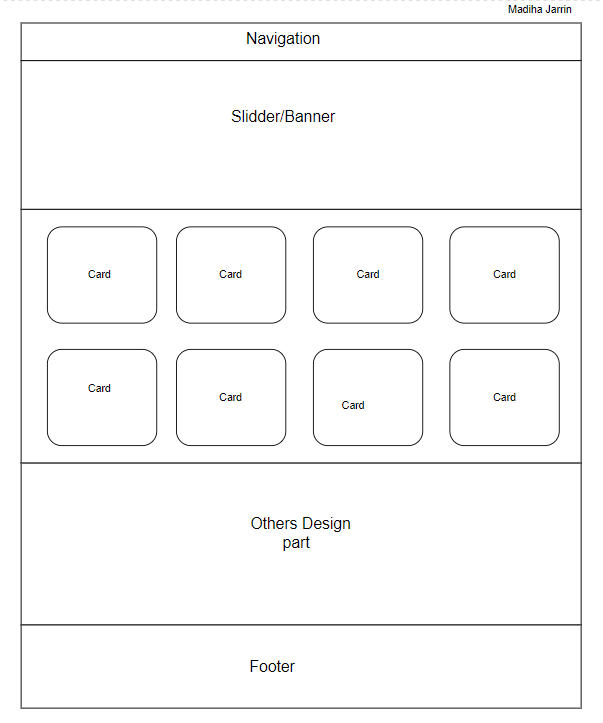 Madiha Jarrin
Navigation
Slidder/Banner
Card
Card
Card
Card
Card
Card
Card
Card
Others Design
part
Footer